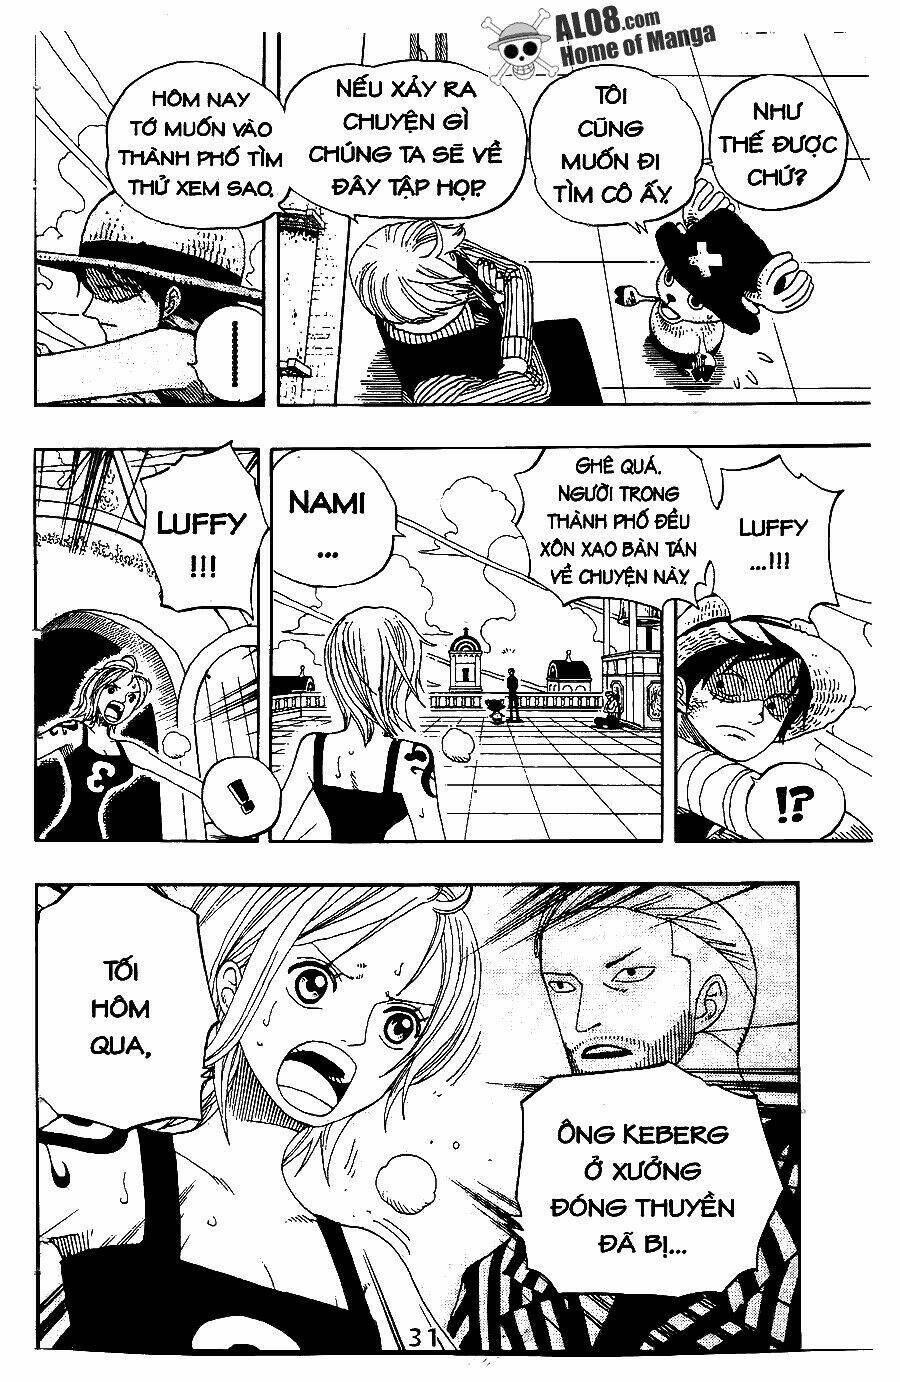 ALO8.com
Home of Manga
HÔM NAY
TỚ MUỐN VÀO
THÀNH PHỐ TÌM
THỬ XEM SAO.
NẾU XẢY RA
CHUYỆN GÌ
CHÚNG TA SẼ VỀ
ĐÂY TẬP HỌP.
TÔI
CŨNG
MUỐN ĐI
TÌM CÔ ẤY.
NHƯ
THẾ ĐƯỢC
CHỨ?
LUFFY
!!!
!
NAMI
...
GHÊ QUÁ.
NGƯỜI TRONG
THÀNH PHỐ ĐỀU
XÔN XAO BÀN TÁN
VỀ CHUYỆN NÀY.
LUFFY
...!!!
!?
TỐI
HÔM
QUA,
ÔNG KEBERG
Ở XƯỞNG
ĐÓNG THUYỀN
ĐÃ BỊ...
31